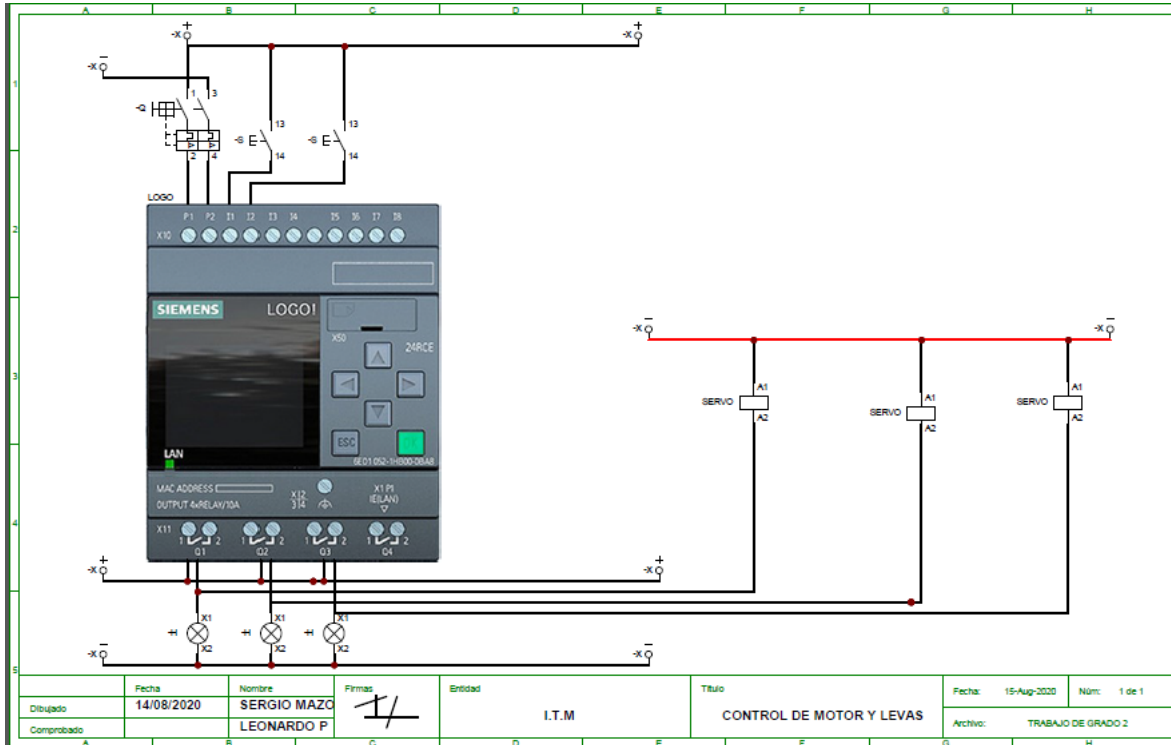 A B C D E F G H
-X + -X +
-X -
1
1 3
-Q
13 13
-S E -S E
2 4 14 14
LOGO
P1 P2 I1 I2 I3 I4 I5 I6 I7 I8
2
X10
SIEMENS LOGO!
X50
24RCE
-X - -X -
3
A1 A1 A1
SERVO SERVO SERVO
A2 A2 A2
ESC OK
LAN
6ED1 052-1HB00-0BA8
MAC ADDRESS
OUTPUT 4xRELAY/10A
X12
3|4
X1 P1
IE(LAN)
4
X11
1 2 1 2 1 2 1 2
Q1 Q2 Q3 Q4
-X + -X +
X1 X1 X1
-H -H -H
X2 X2 X2
-X - -X -
5
Fecha Nombre Firmas Entidad Título
Dibujado 14/08/2020 SERGIO MAZO
Comprobado LEONARDO P
I.T.M
CONTROL DE MOTOR Y LEVAS
Fecha: 15-Aug-2020 Núm: 1 de 1
Archivo: TRABAJO DE GRADO 2
A B C D E F G H